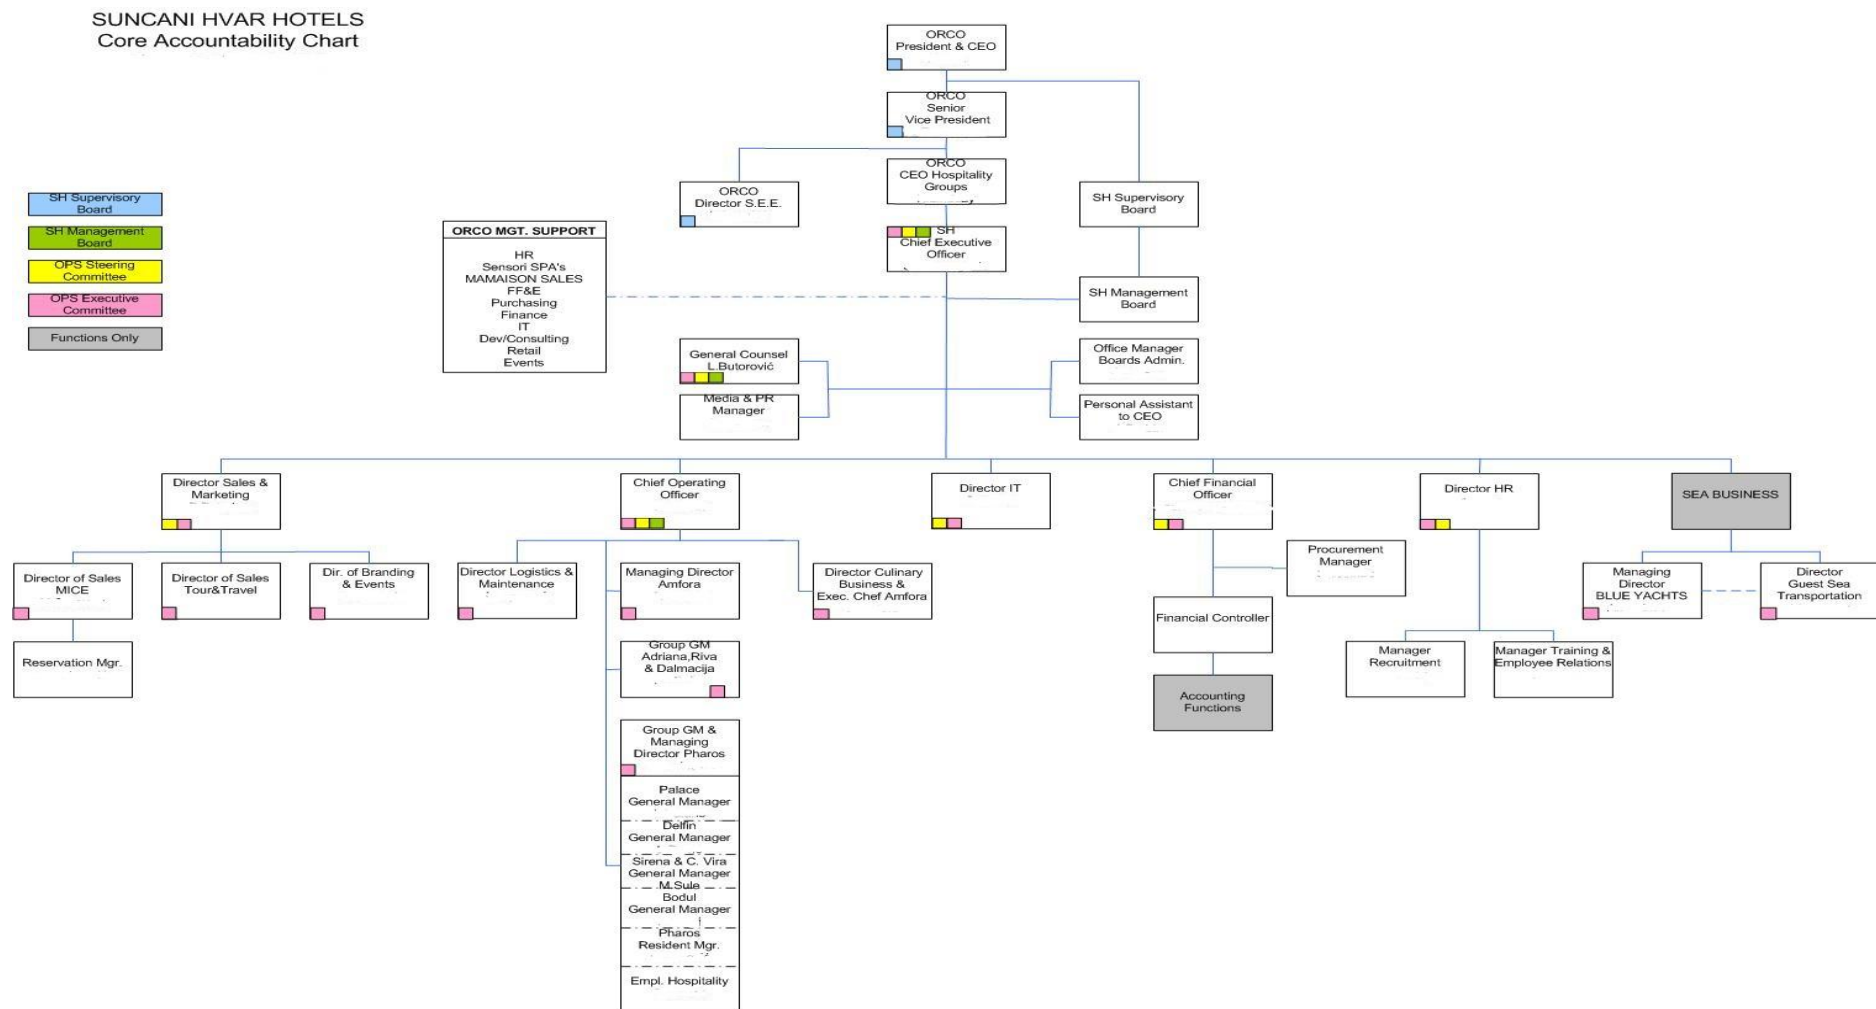 SUNCANI HVAR HOTELS
Core Accountability Chart
ORCO
President & CEO
ORCO
Senior
Vice President
ORCO
CEO Hospitality
Groups
ORCO
Director S.E.E.
SH Supervisory
Board
SH
Chief Executive
Officer
SH Management
Board
SH Supervisory
Board
SH Management
Board
OPS Steering
Committee
OPS Executive
Committee
Functions Only
ORCO MGT. SUPPORT
HR
Sensori SPA's
MAMAISON SALES
FF&E
Purchasing
Finance
IT
Dev/Consulting
Retail
Events
General Counsel
L.Butorović
Media & PR
Manager
Office Manager
Boards Admin.
Personal Assistant
to CEO
Director Sales &
Marketing
Chief Operating
Officer
Director IT
Chief Financial
Officer
Director HR
SEA BUSINESS
Director of Sales
MICE
Director of Sales
Tour&Travel
Dir. of Branding
& Events
Director Logistics &
Maintenance
Managing Director
Amfora
Director Culinary
Business &
Exec. Chef Amfora
Procurement
Manager
Managing
Director
BLUE YACHTS
Director
Guest Sea
Transportation
Reservation Mgr.
Group GM
Adriana,Riva
& Dalmacija
Financial Controller
Manager
Recruitment
Manager Training &
Employee Relations
Accounting
Functions
Group GM &
Managing
Director Pharos
Palace
General Manager
Delfin
General Manager
Sirena & C. Vira
General Manager
M.Sule
Bodul
General Manager
Pharos
Resident Mgr.
Empl. Hospitality